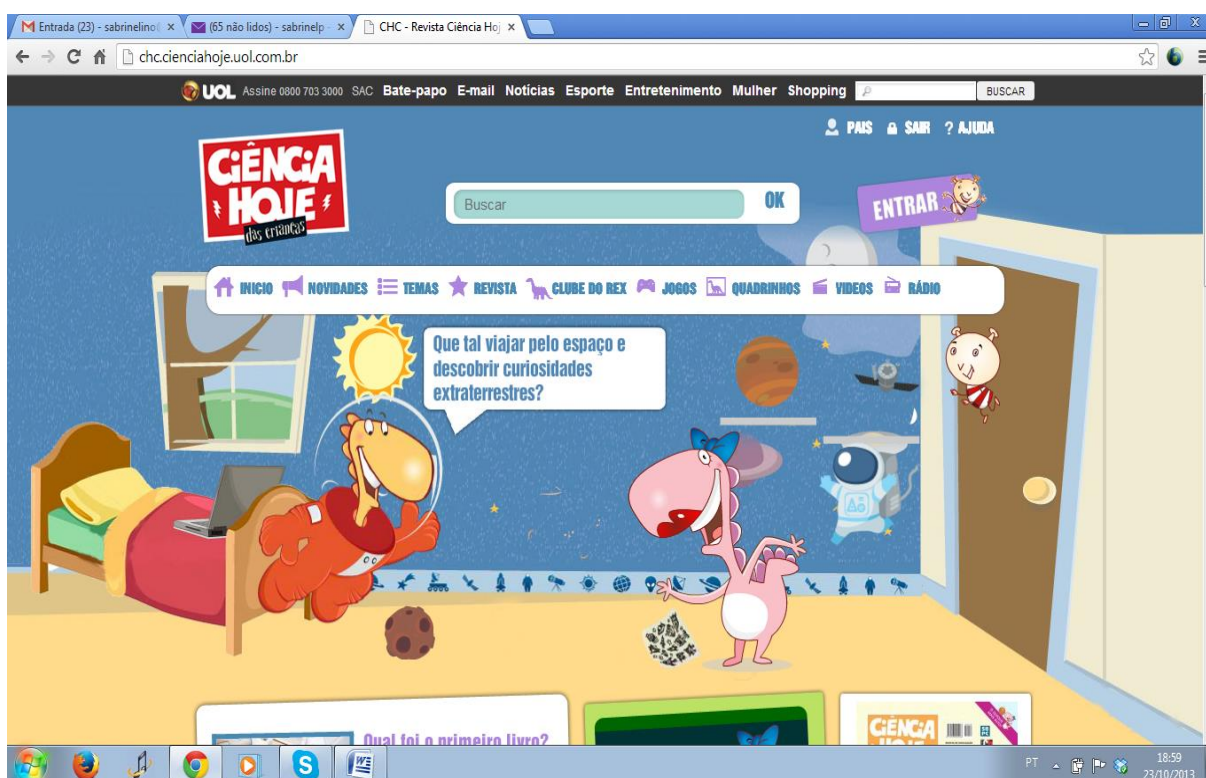 Entrada (23) - sabrinelino
(65 não lidos) - sabrinelp -
CHC - Revista Ciência Hoj
chc.cienciahoje.uol.com.br
UOL Assine 0800 703 3000 SAC Bate-papo E-mail Notícias Esporte Entretenimento Mulher Shopping BUSCAR
PAIS SAIR ? AJUDA
CIÊNCIA
HOJE
das crianças
Buscar OK
ENTRAR
INICIO NOVIDADES TEMAS REVISTA CLUBE DO REX JOGOS QUADRINHOS VIDEOS RÁDIO
Que tal viajar pelo espaço e
descobrir curiosidades
extraterrestres?
Qual foi o primeiro livro?
CIÊNCIA
HOJE
PT 18:59
23/10/2013